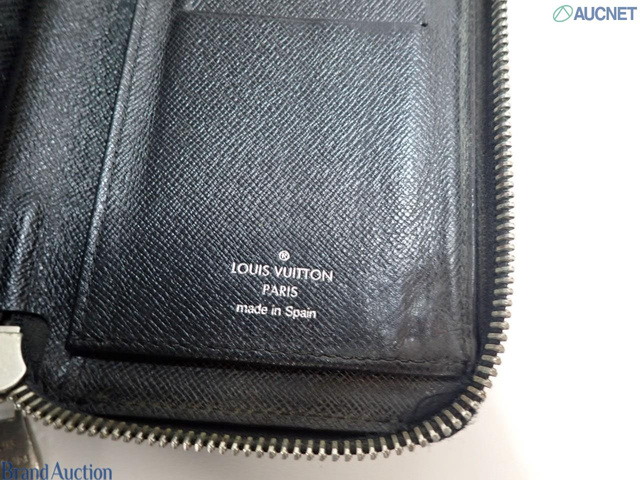 AUCNET
®
LOUIS VUITTON
PARIS
made in Spain
Brand Auction